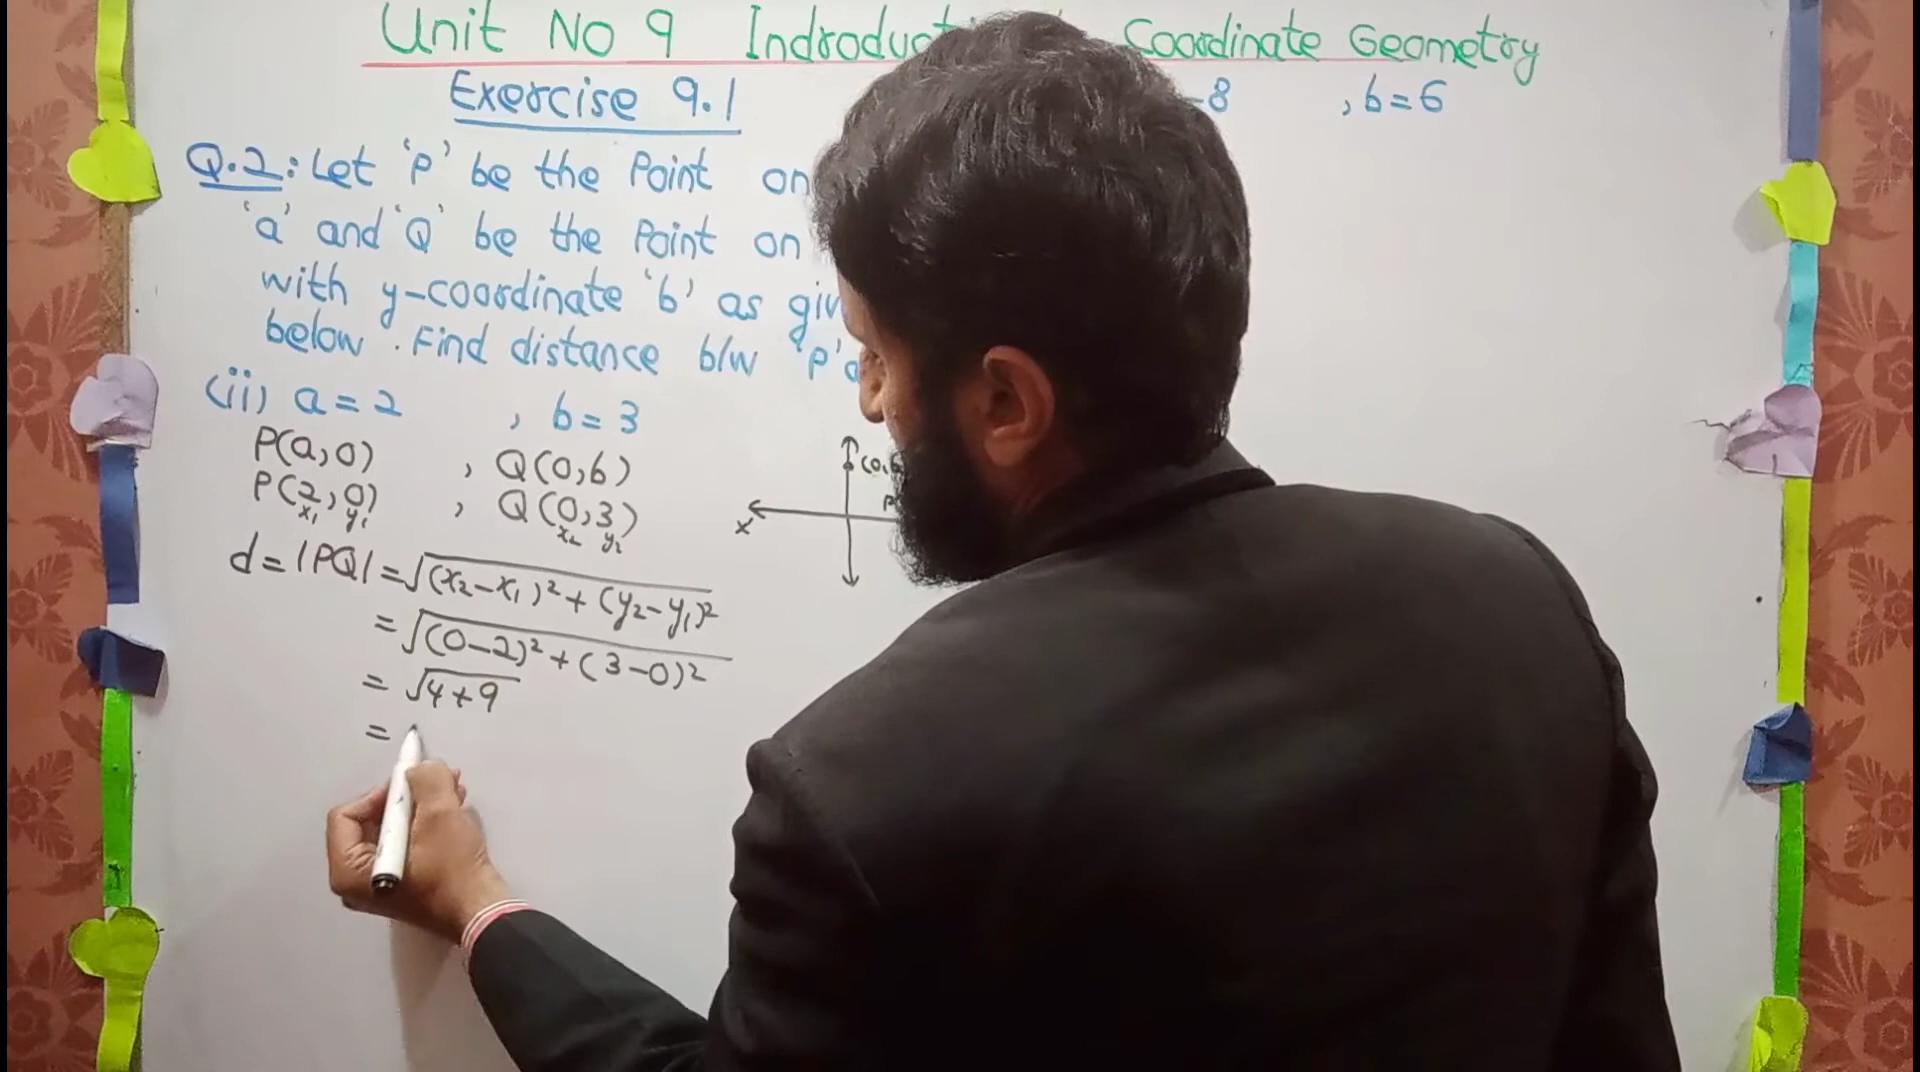 Unit No 9 Indroduct Coordinate Geometry
Exercise 9.1
-8 , b=6
Q.2: Let 'P' be the Point on
'a' and 'Q' be the Point on
with y-coordinate 'b' as giv
below. Find distance b/w 'P'
(ii) a=2 , b=3
P(a,0) , Q(0,b)
P(2,0) , Q(0,3)
x₁ y₁ x₂ y₂
(0,b
P
x
d=|PQ|=√(x₂-x₁)²+(y₂-y₁)²
=√(0-2)²+(3-0)²
=√4+9
=